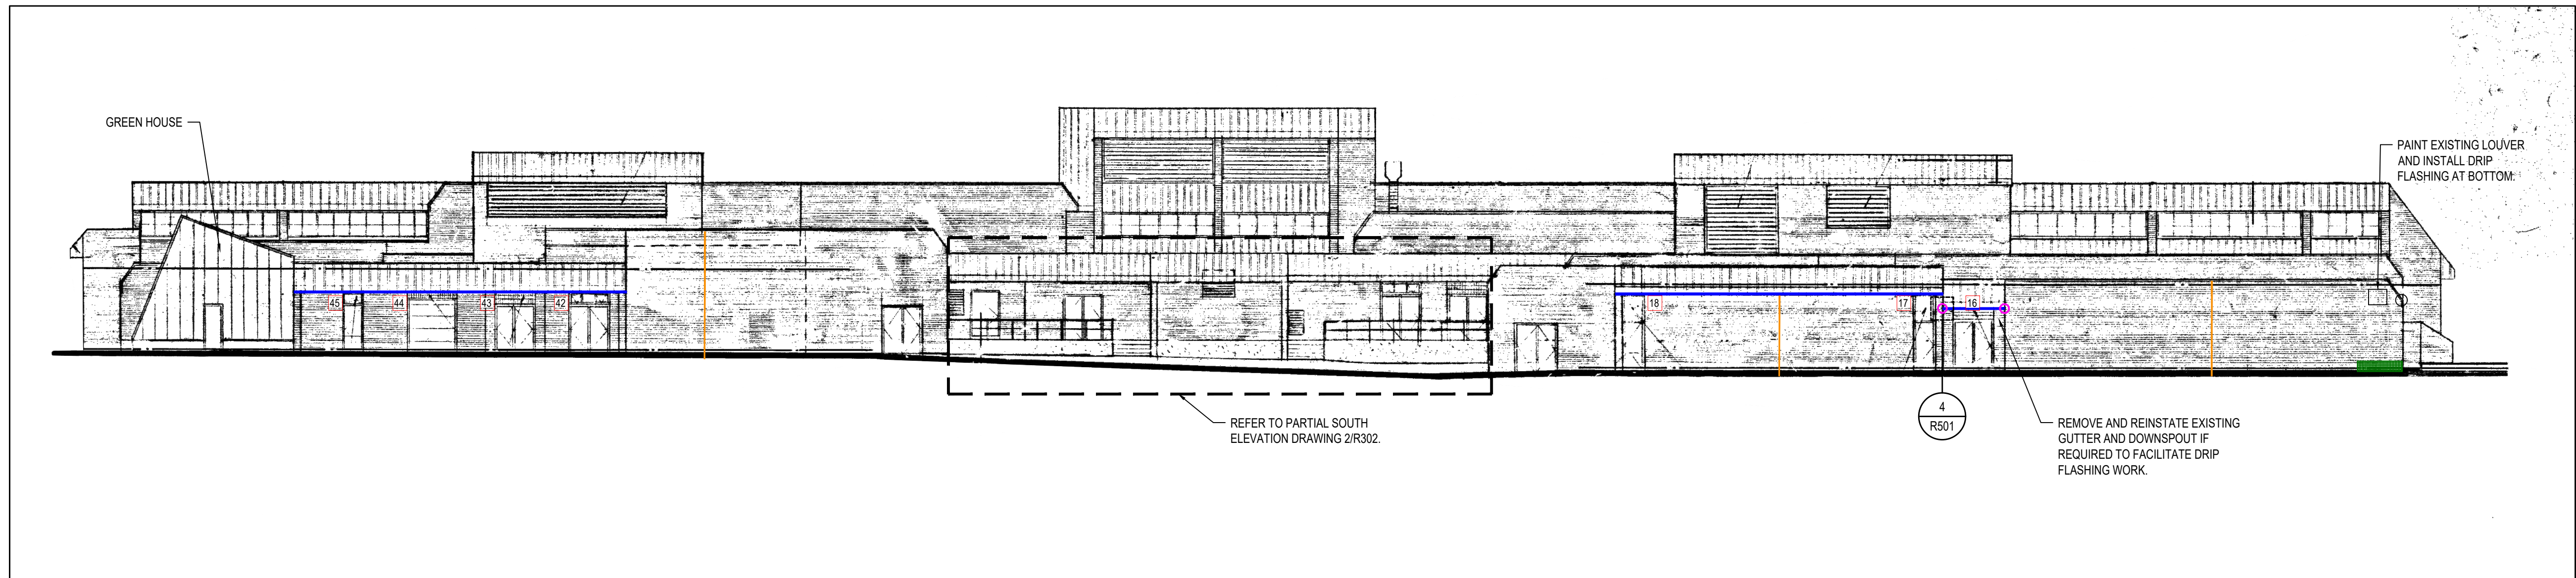 GREEN HOUSE
PAINT EXISTING LOUVER
AND INSTALL DRIP
FLASHING AT BOTTOM.
45
44
43
42
18
17
16
4
R501
REFER TO PARTIAL SOUTH
ELEVATION DRAWING 2/R302.
REMOVE AND REINSTATE EXISTING
GUTTER AND DOWNSPOUT IF
REQUIRED TO FACILITATE DRIP
FLASHING WORK.